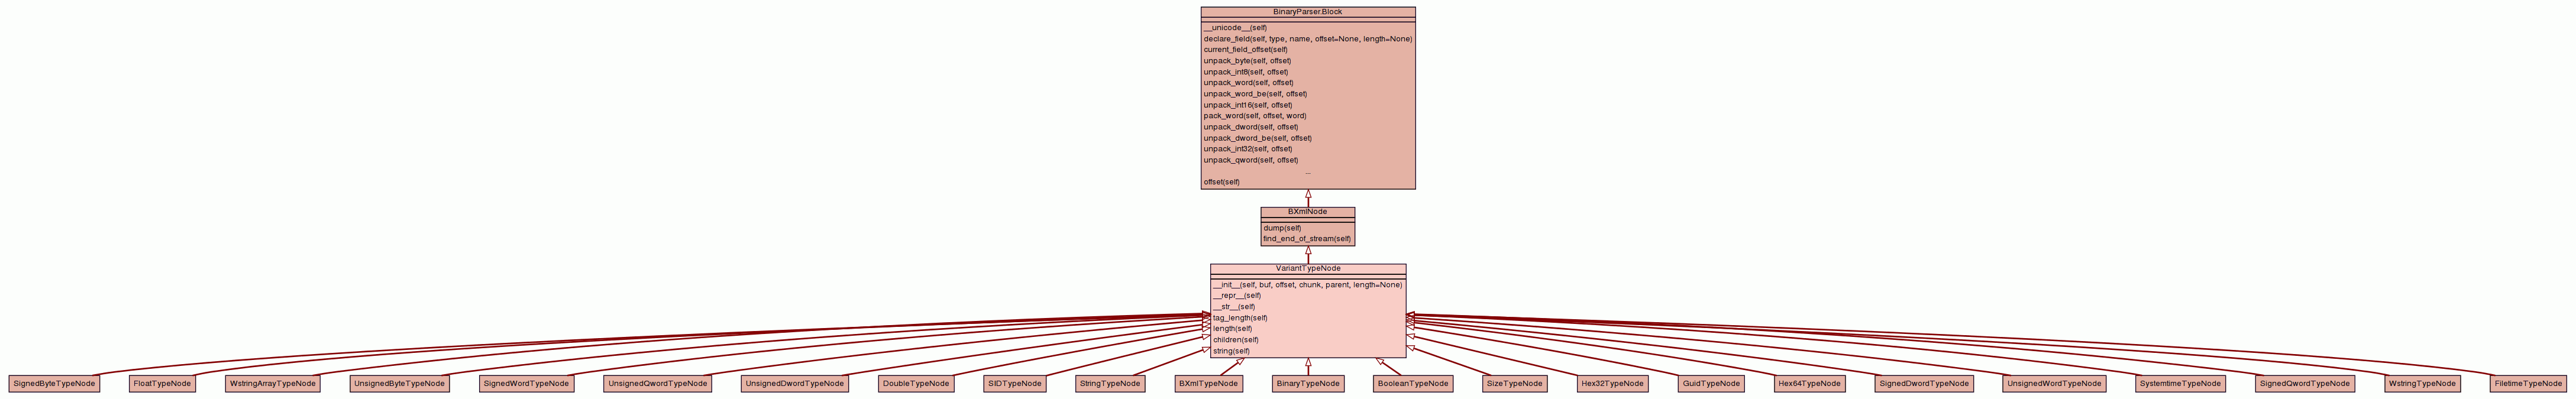 BinaryParser.Block
__unicode__(self)
declare_field(self, type, name, offset=None, length=None)
current_field_offset(self)
unpack_byte(self, offset)
unpack_int8(self, offset)
unpack_word(self, offset)
unpack_word_be(self, offset)
unpack_int16(self, offset)
pack_word(self, offset, word)
unpack_dword(self, offset)
unpack_dword_be(self, offset)
unpack_int32(self, offset)
unpack_qword(self, offset)
...
offset(self)
BXmlNode
dump(self)
find_end_of_stream(self)
VariantTypeNode
__init__(self, buf, offset, chunk, parent, length=None)
__repr__(self)
__str__(self)
tag_length(self)
length(self)
children(self)
string(self)
SignedByteTypeNode
FloatTypeNode
WstringArrayTypeNode
UnsignedByteTypeNode
SignedWordTypeNode
UnsignedQwordTypeNode
UnsignedDwordTypeNode
DoubleTypeNode
SIDTypeNode
StringTypeNode
BXmlTypeNode
BinaryTypeNode
BooleanTypeNode
SizeTypeNode
Hex32TypeNode
GuidTypeNode
Hex64TypeNode
SignedDwordTypeNode
UnsignedWordTypeNode
SystemtimeTypeNode
SignedQwordTypeNode
WstringTypeNode
FiletimeTypeNode